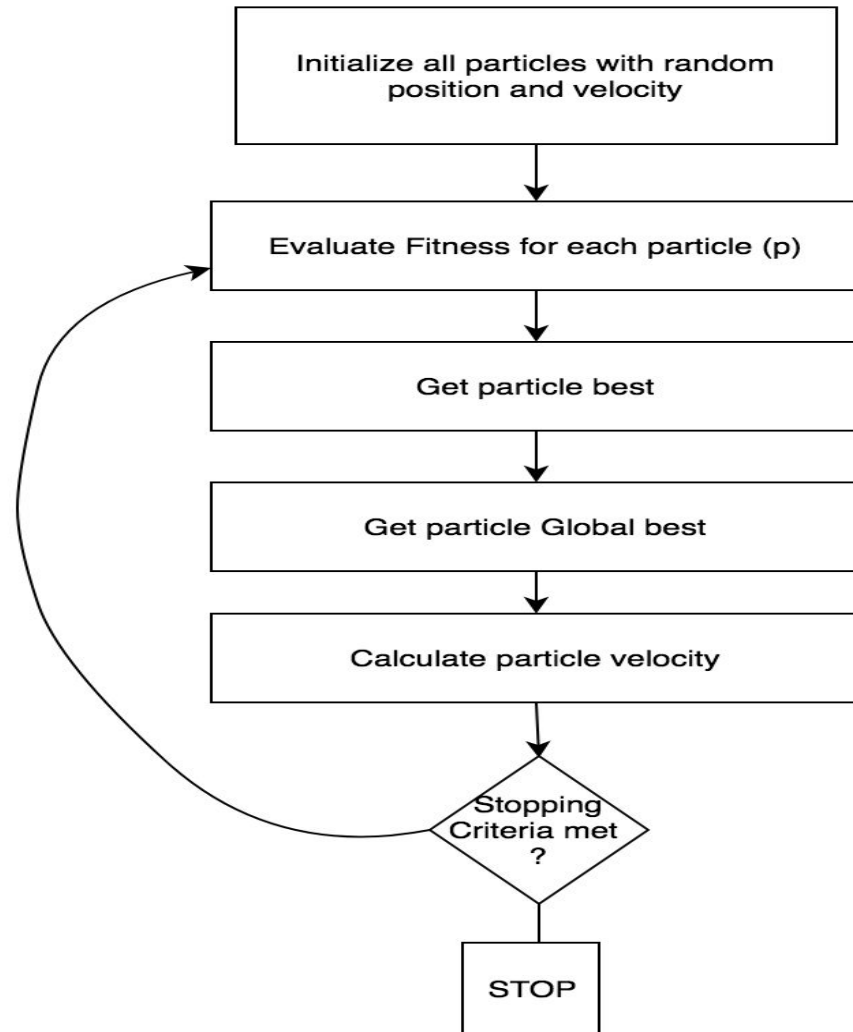 Initialize all particles with random
position and velocity
Evaluate Fitness for each particle (p)
Get particle best
Get particle Global best
Calculate particle velocity
Stopping
Criteria met
?
STOP